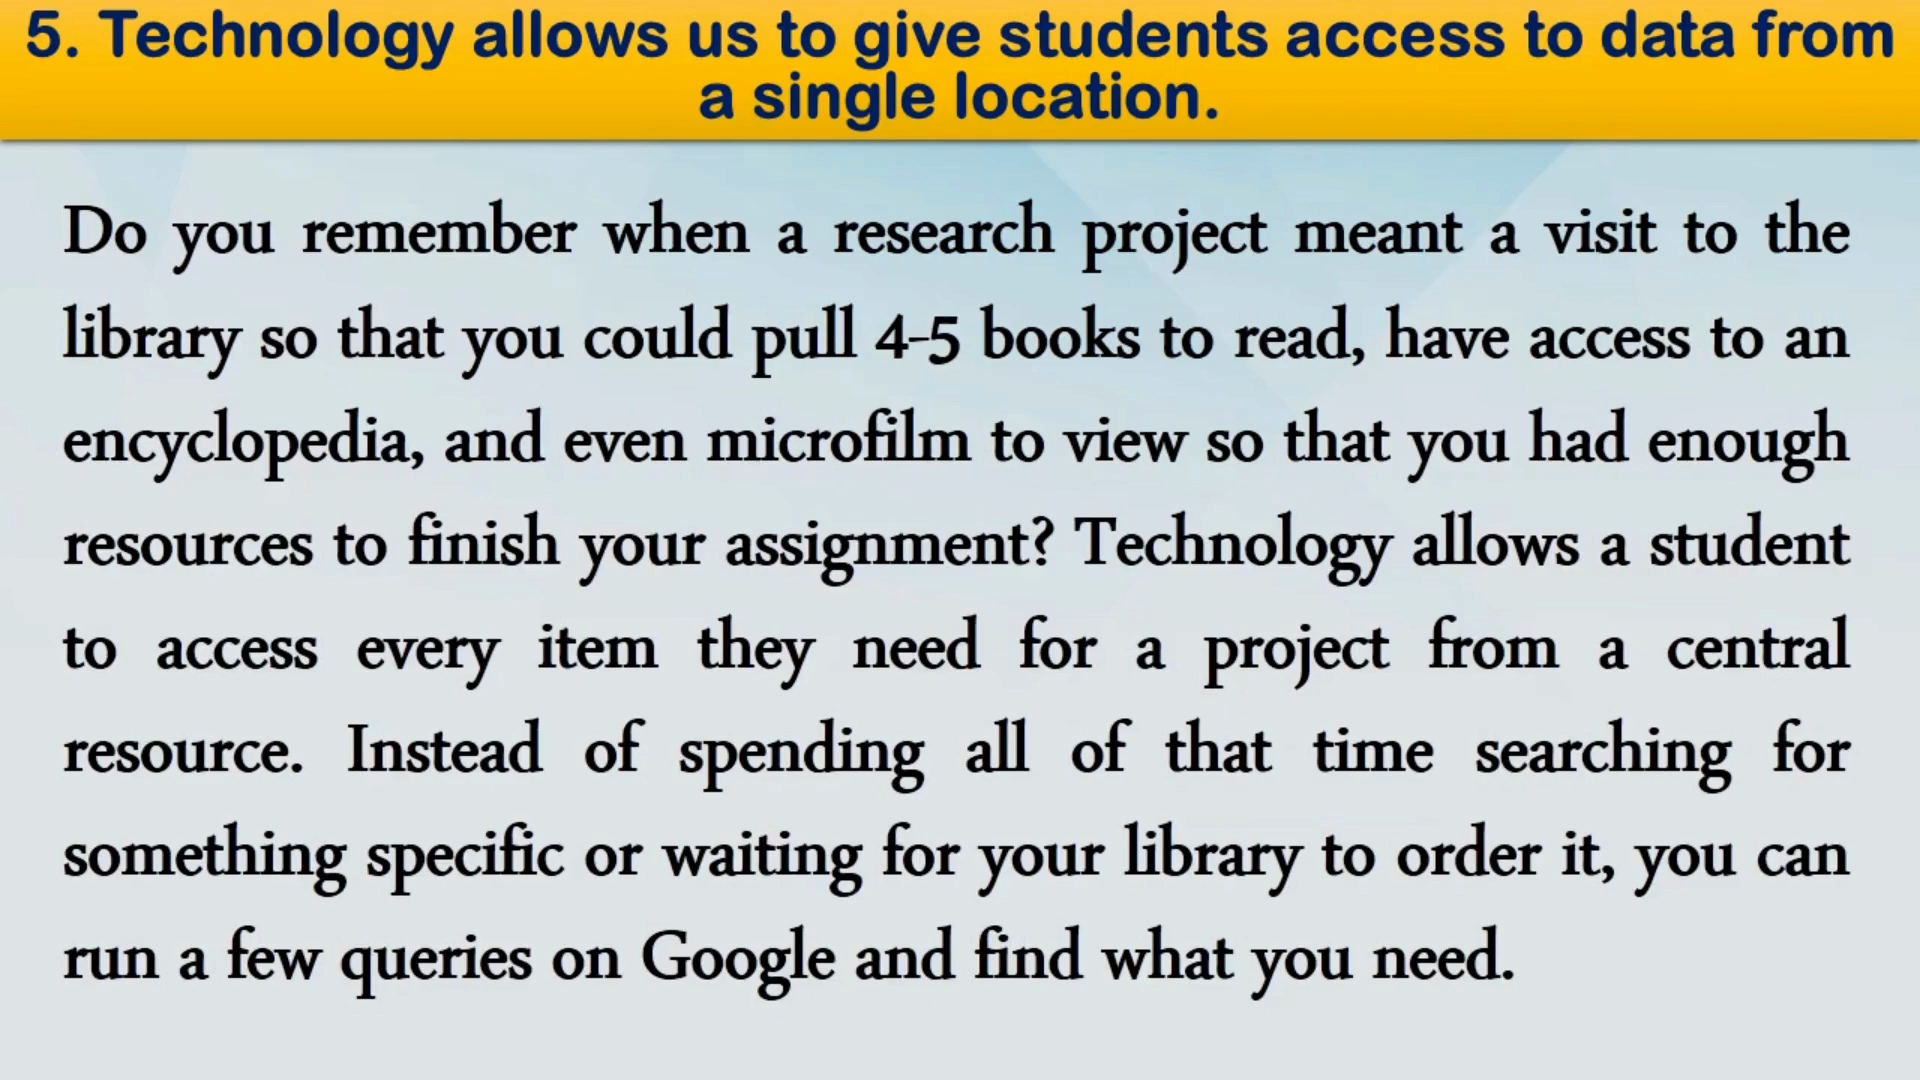 5. Technology allows us to give students access to data from
a single location.
Do you remember when a research project meant a visit to the
library so that you could pull 4-5 books to read, have access to an
encyclopedia, and even microfilm to view so that you had enough
resources to finish your assignment? Technology allows a student
to access every item they need for a project from a central
resource. Instead of spending all of that time searching for
something specific or waiting for your library to order it, you can
run a few queries on Google and find what you need.